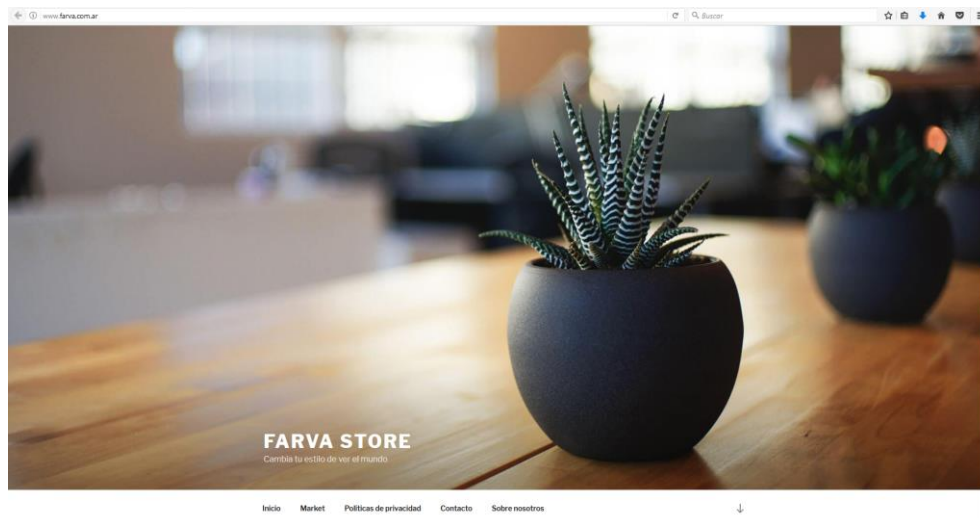 www.farva.com.ar
Buscar
FARVA STORE
Cambia tu estilo de ver el mundo.
Inicio Market Políticas de privacidad Contacto Sobre nosotros